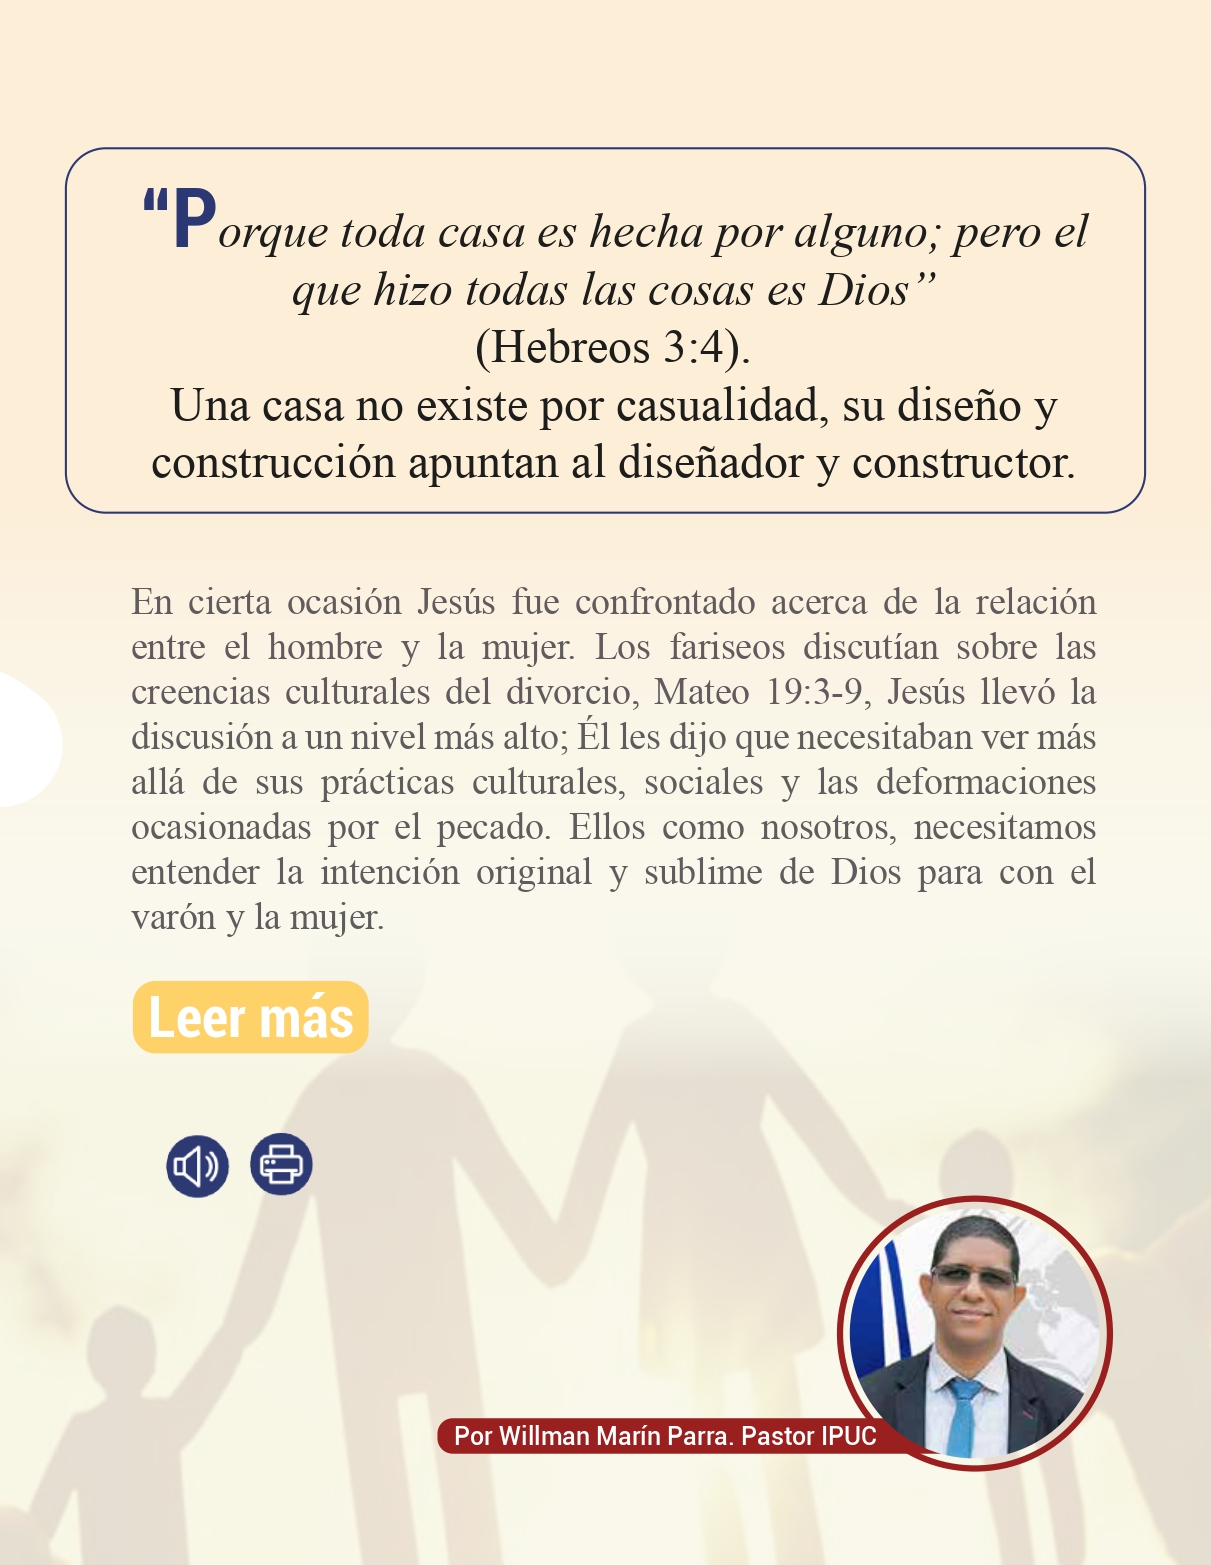 “Porque toda casa es hecha por alguno; pero el
que hizo todas las cosas es Dios”
(Hebreos 3:4).
Una casa no existe por casualidad, su diseño y
construcción apuntan al diseñador y constructor.
En cierta ocasión Jesús fue confrontado acerca de la relación
entre el hombre y la mujer. Los fariseos discutían sobre las
creencias culturales del divorcio, Mateo 19:3-9, Jesús llevó la
discusión a un nivel más alto; Él les dijo que necesitaban ver más
allá de sus prácticas culturales, sociales y las deformaciones
ocasionadas por el pecado. Ellos como nosotros, necesitamos
entender la intención original y sublime de Dios para con el
varón y la mujer.
Leer más
Por Willman Marín Parra. Pastor IPUC